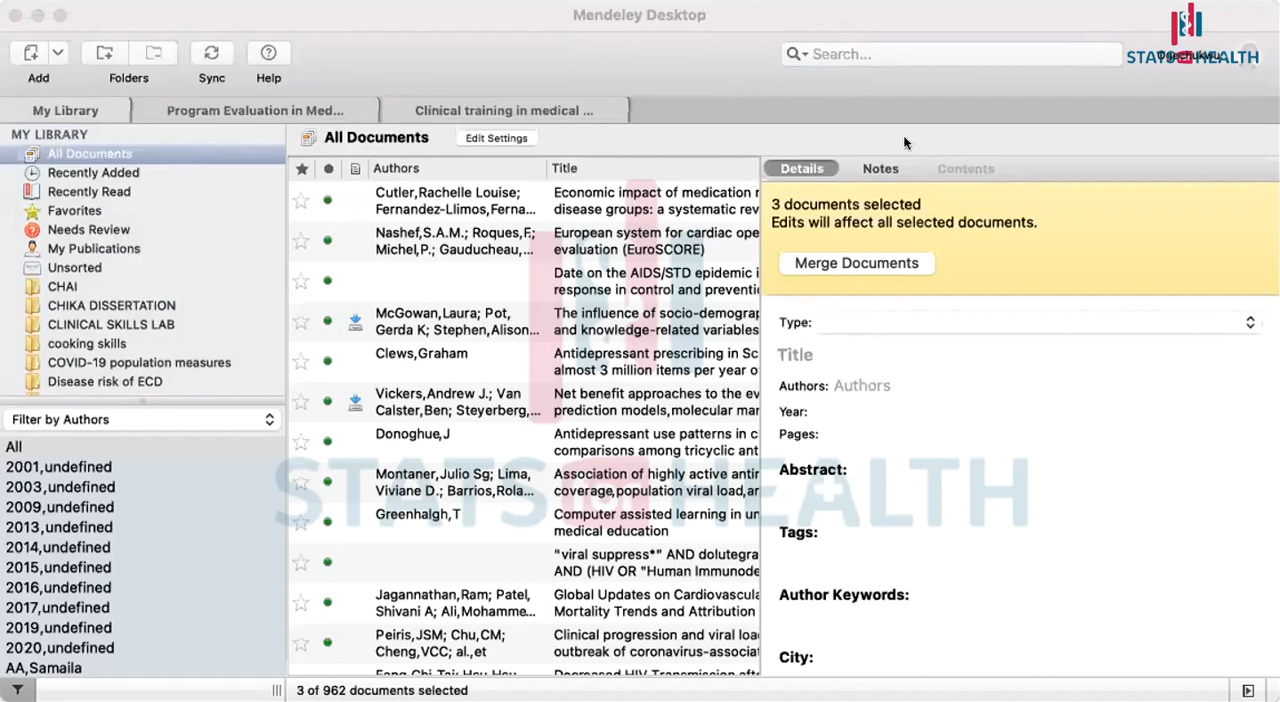 Mendeley Desktop
STATS@HEALTH
Add
Folders
Sync
Help
Search...
My Library
Program Evaluation in Med...
Clinical training in medical ...
MY LIBRARY
All Documents
Recently Added
Recently Read
Favorites
Needs Review
My Publications
Unsorted
CHAI
CHIKA DISSERTATION
CLINICAL SKILLS LAB
cooking skills
COVID-19 population measures
Disease risk of ECD
Filter by Authors
All
2001,undefined
2003,undefined
2009,undefined
2013,undefined
2014,undefined
2015,undefined
2016,undefined
2017,undefined
2019,undefined
2020,undefined
AA,Samaila
All Documents
Edit Settings
Authors
Title
Cutler,Rachelle Louise;
Fernandez-Llimos,Ferna...
Economic impact of medication
disease groups: a systematic rev
Nashef,S.A.M.; Roques,F.;
Michel,P.; Gauducheau,...
European system for cardiac ope
evaluation (EuroSCORE)
Date on the AIDS/STD epidemic i
response in control and preventi
McGowan,Laura; Pot,
Gerda K; Stephen,Alison...
The influence of socio-demograp
and knowledge-related variables
Clews,Graham
Antidepressant prescribing in Sc
almost 3 million items per year o
Vickers,Andrew J.; Van
Calster,Ben; Steyerberg,...
Net benefit approaches to the ev
prediction models,molecular mar
Donoghue,J
Antidepressant use patterns in c
comparisons among tricyclic ant
Montaner,Julio Sg; Lima,
Viviane D.; Barrios,Rola...
Association of highly active antir
coverage,population viral load,an
Greenhalgh,T
Computer assisted learning in un
medical education
"viral suppress*" AND dolutegra
AND (HIV OR "Human Immunode
Jagannathan,Ram; Patel,
Shivani A; Ali,Mohamme...
Global Updates on Cardiovascula
Mortality Trends and Attribution
Peiris,JSM; Chu,CM;
Cheng,VCC; al.,et
Clinical progression and viral loa
outbreak of coronavirus-associat
STATS@HEALTH
3 of 962 documents selected
Details
Notes
Contents
3 documents selected
Edits will affect all selected documents.
Merge Documents
Type:
Title
Authors: Authors
Year:
Pages:
Abstract:
Tags:
Author Keywords:
City: